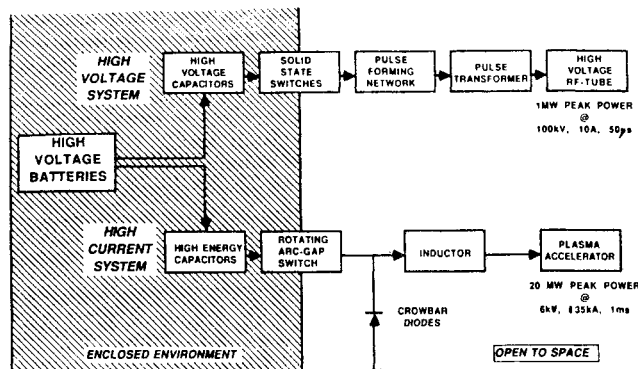 HIGH
VOLTAGE
SYSTEM
HIGH
VOLTAGE
CAPACITORS
SOLID
STATE
SWITCHES
PULSE
FORMING
NETWORK
PULSE
TRANSFORMER
HIGH
VOLTAGE
RF-TUBE
1MW PEAK POWER
@
100kV, 10A, 50µs
HIGH
VOLTAGE
BATTERIES
HIGH
CURRENT
SYSTEM
HIGH ENERGY
CAPACITORS
ROTATING
ARC-GAP
SWITCH
INDUCTOR
PLASMA
ACCELERATOR
20 MW PEAK POWER
@
6kV, 1ms
CROWBAR
DIODES
ENCLOSED ENVIRONMENT
OPEN TO SPACE